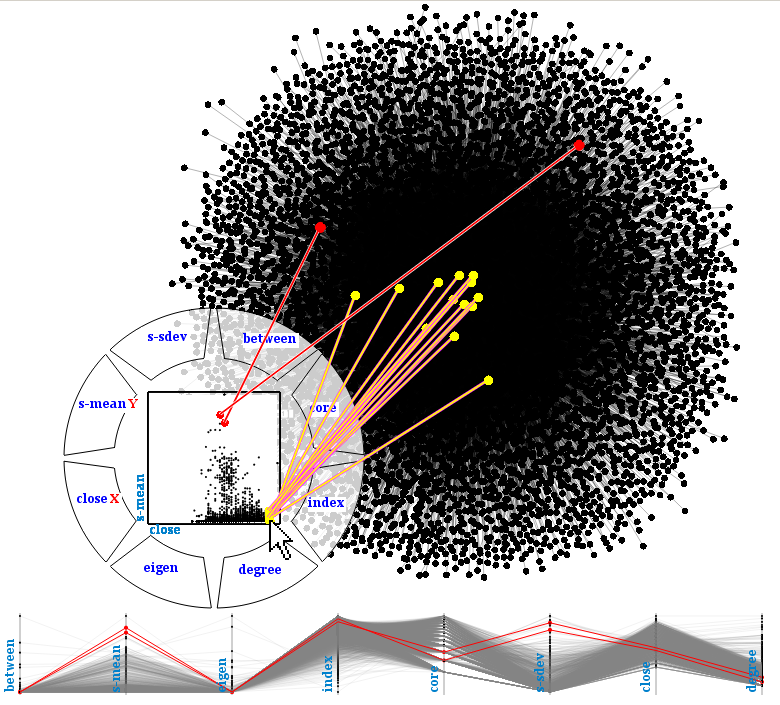 s-sdev
between
s-mean Y
core
close X
s-mean
index
close
eigen
degree
between
s-mean
eigen
index
core
s-sdev
close
degree